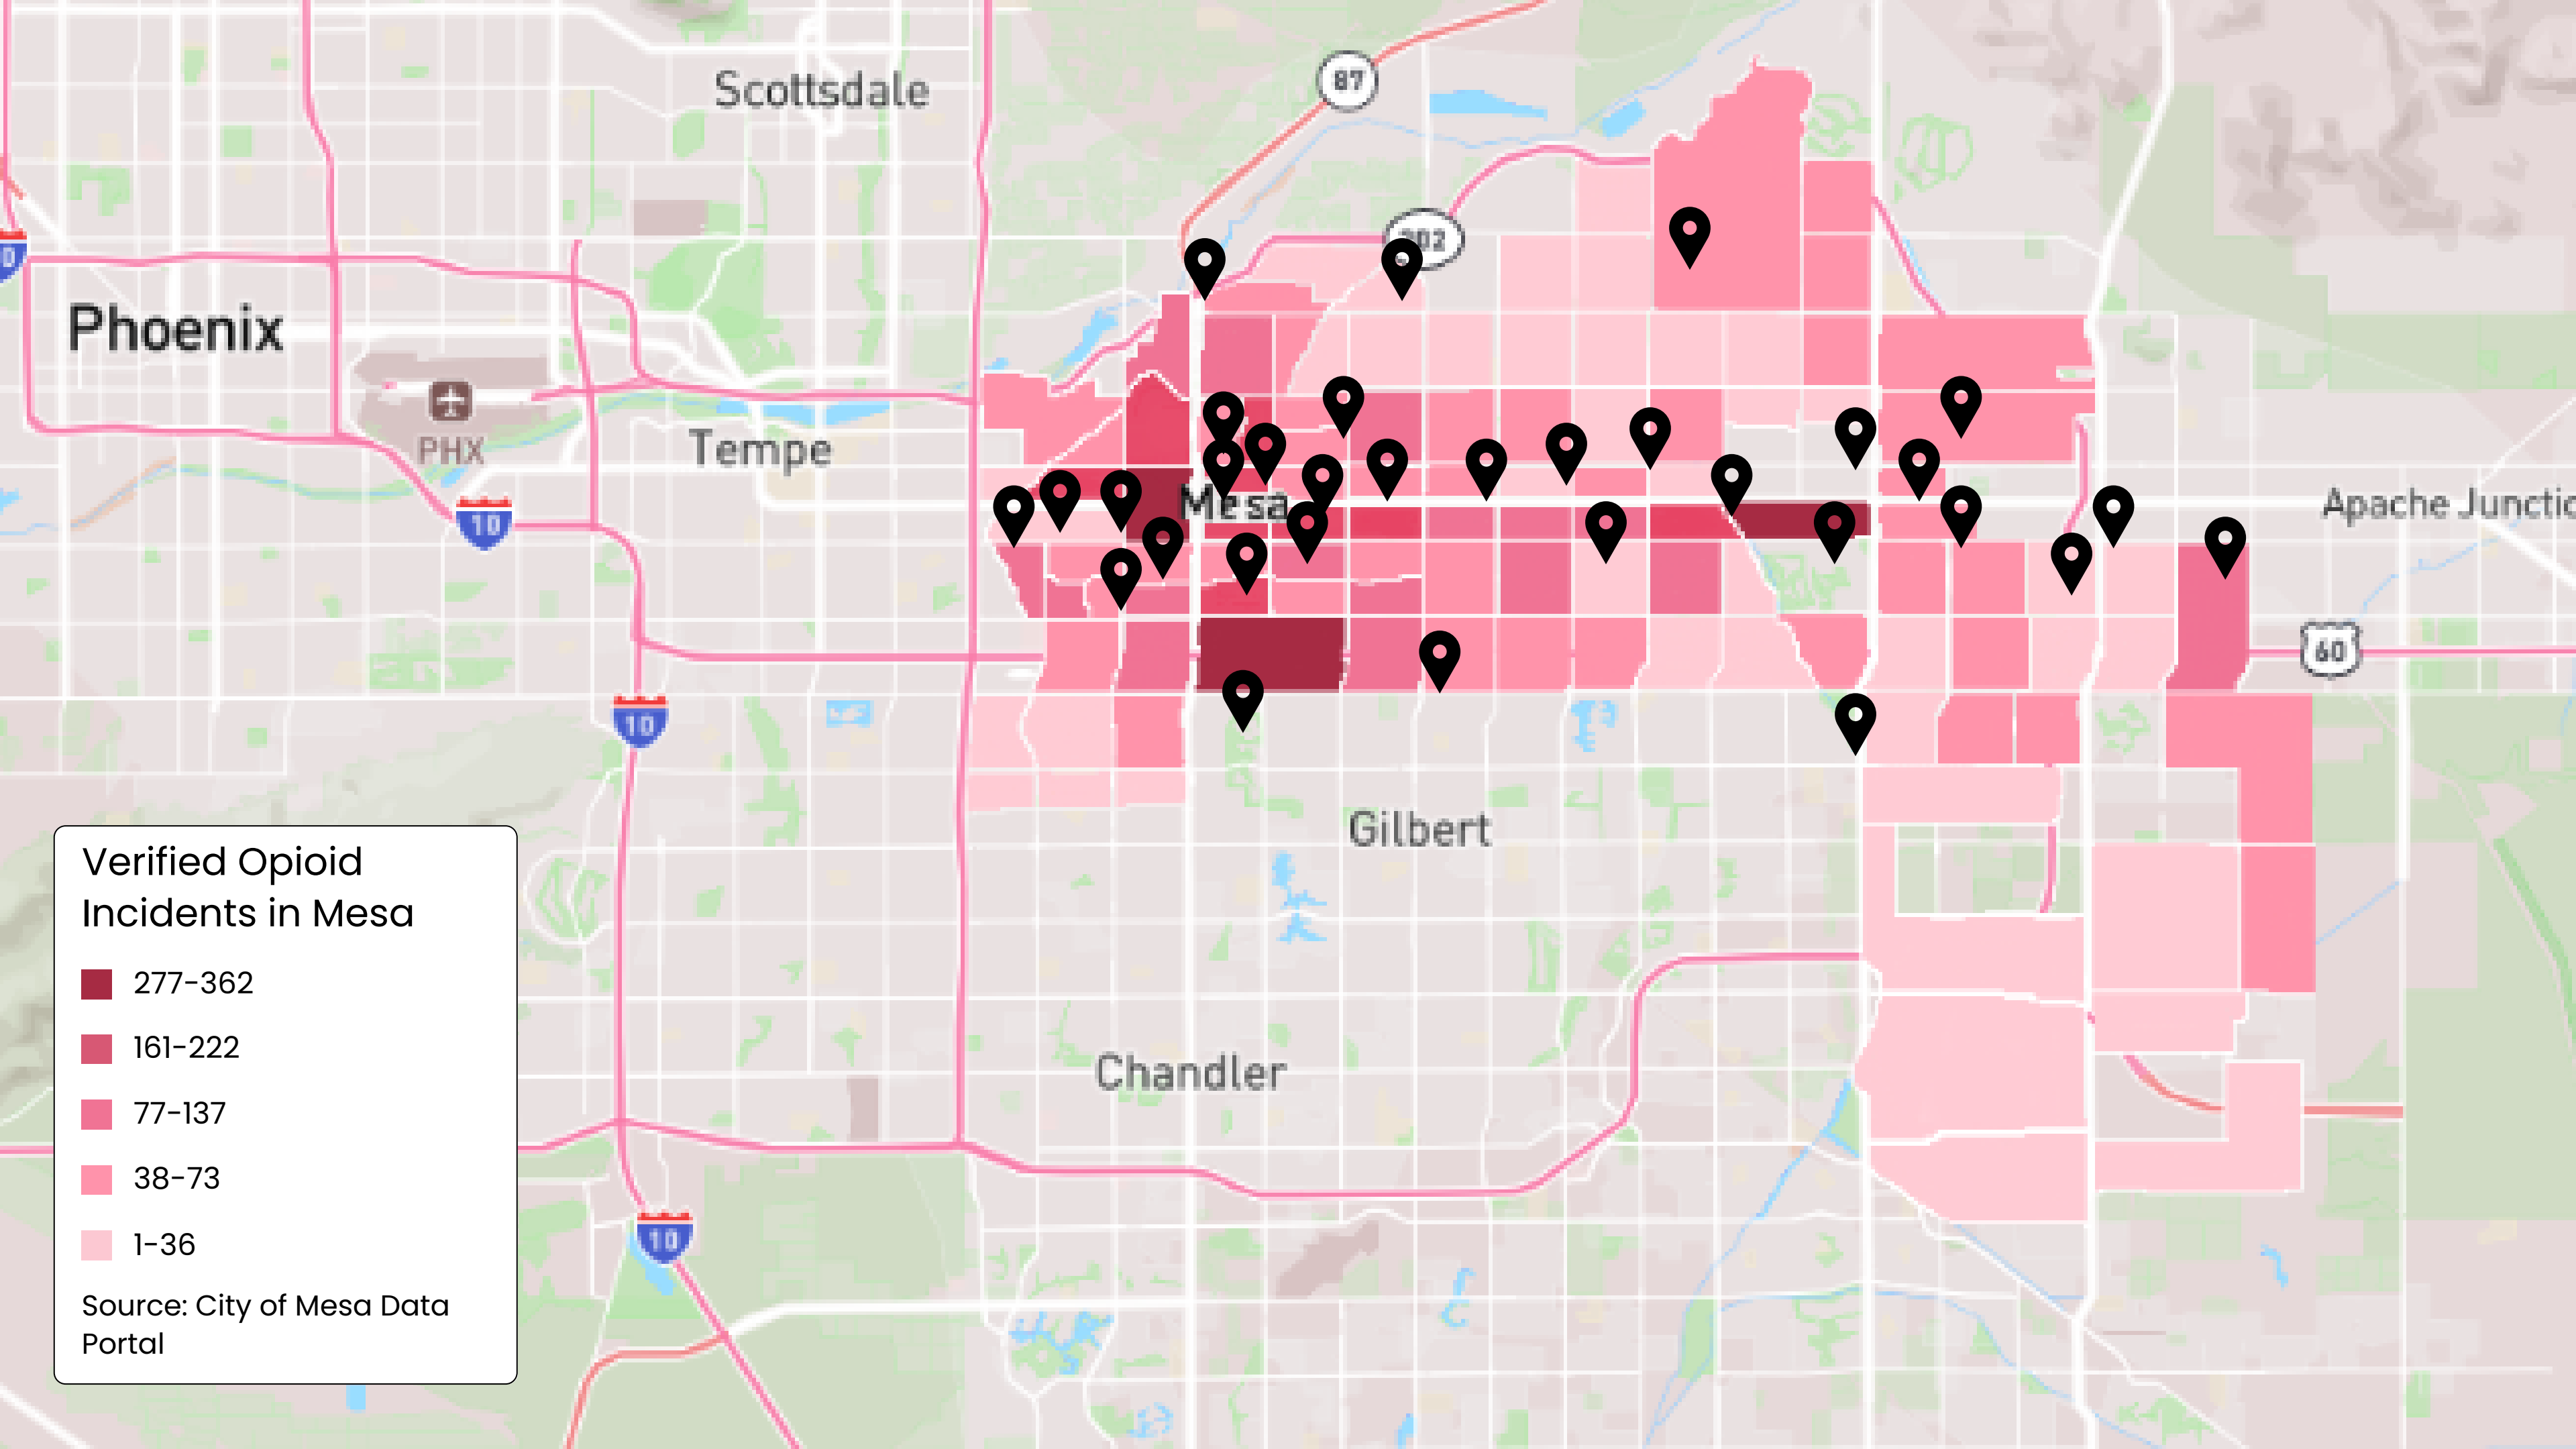 Scottsdale
87
202
0
Phoenix
PHX
Tempe
10
Mesa
Apache Junctio
60
10
Gilbert
Chandler
10
Verified Opioid
Incidents in Mesa
277-362
161-222
77-137
38-73
1-36
Source: City of Mesa Data
Portal